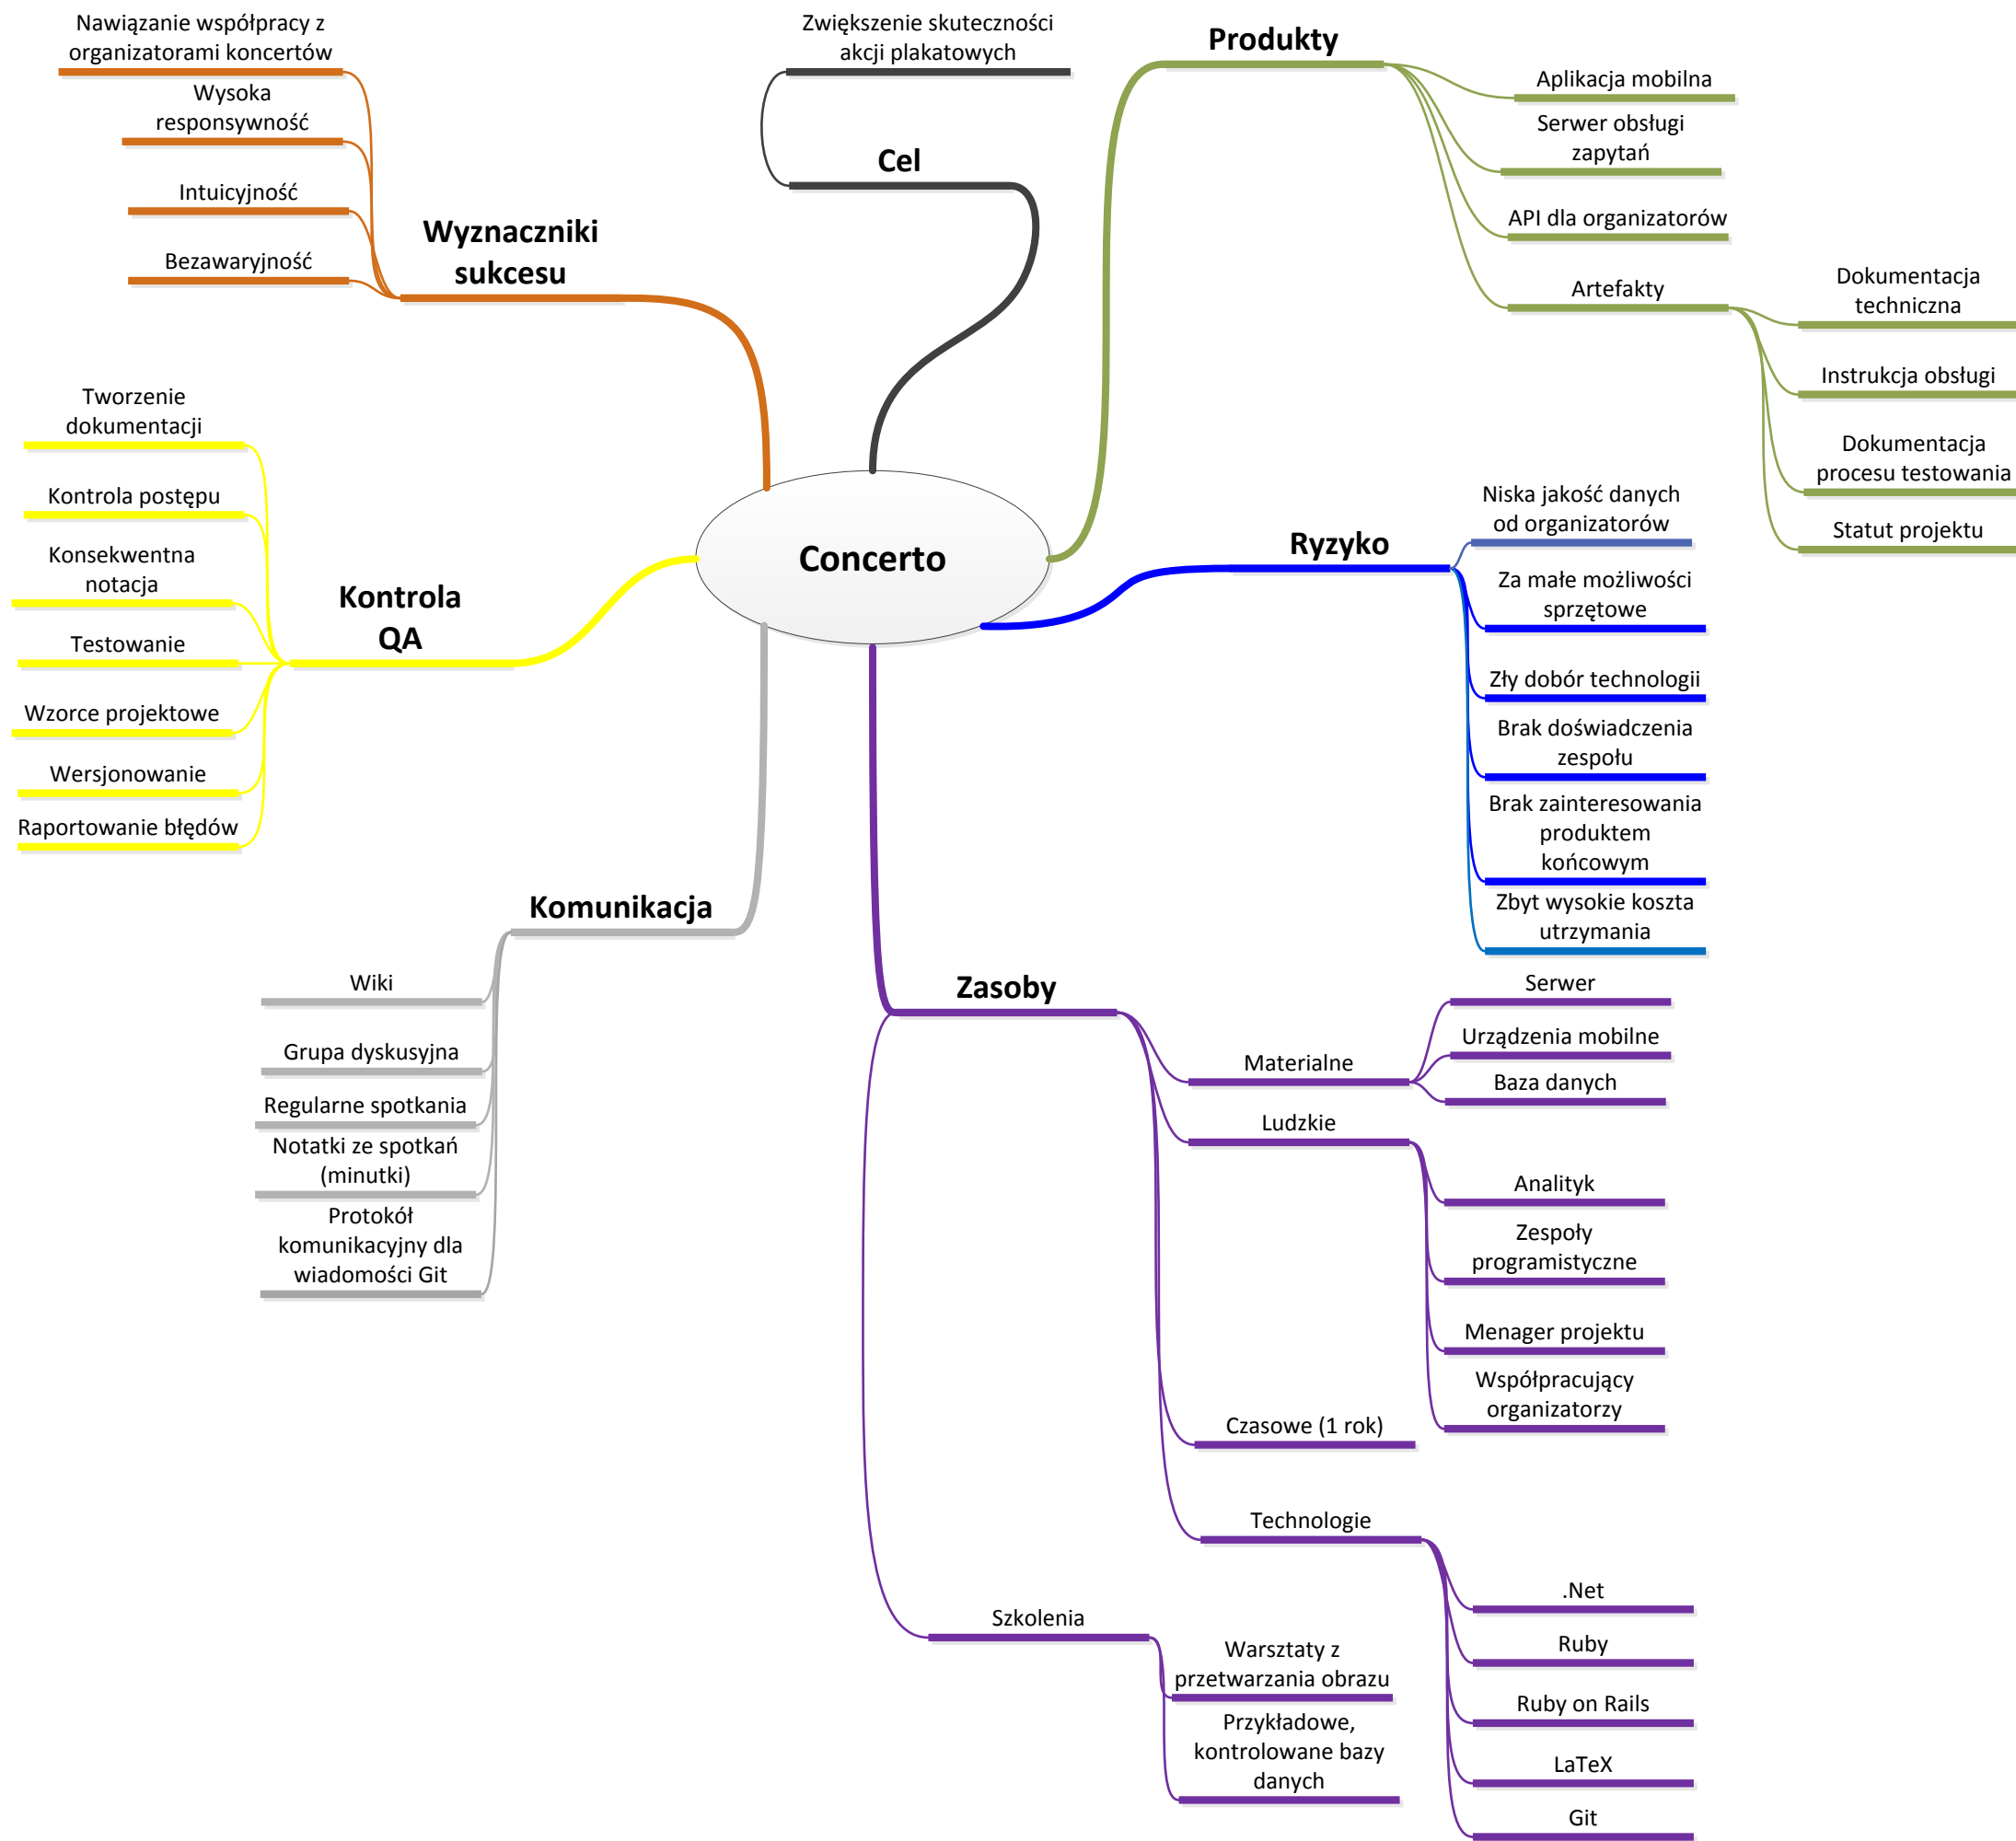 Nawiązanie współpracy z
organizatorami koncertów
Wysoka
responsywność
Intuicyjność
Bezawaryjność
Wyznaczniki
sukcesu
Zwiększenie skuteczności
akcji plakatowych
Cel
Produkty
Aplikacja mobilna
Serwer obsługi
zapytań
API dla organizatorów
Artefakty
Dokumentacja
techniczna
Instrukcja obsługi
Dokumentacja
procesu testowania
Statut projektu
Concerto
Tworzenie
dokumentacji
Kontrola postępu
Konsekwentna
notacja
Testowanie
Wzorce projektowe
Wersjonowanie
Raportowanie błędów
Kontrola
QA
Ryzyko
Niska jakość danych
od organizatorów
Za małe możliwości
sprzętowe
Zły dobór technologii
Brak doświadczenia
zespołu
Brak zainteresowania
produktem
końcowym
Zbyt wysokie koszta
utrzymania
Komunikacja
Wiki
Grupa dyskusyjna
Regularne spotkania
Notatki ze spotkań
(minutki)
Protokół
komunikacyjny dla
wiadomości Git
Zasoby
Materialne
Serwer
Urządzenia mobilne
Baza danych
Ludzkie
Analityk
Zespoły
programistyczne
Menager projektu
Współpracujący
organizatorzy
Czasowe (1 rok)
Technologie
.Net
Ruby
Ruby on Rails
LaTeX
Git
Szkolenia
Warsztaty z
przetwarzania obrazu
Przykładowe,
kontrolowane bazy
danych